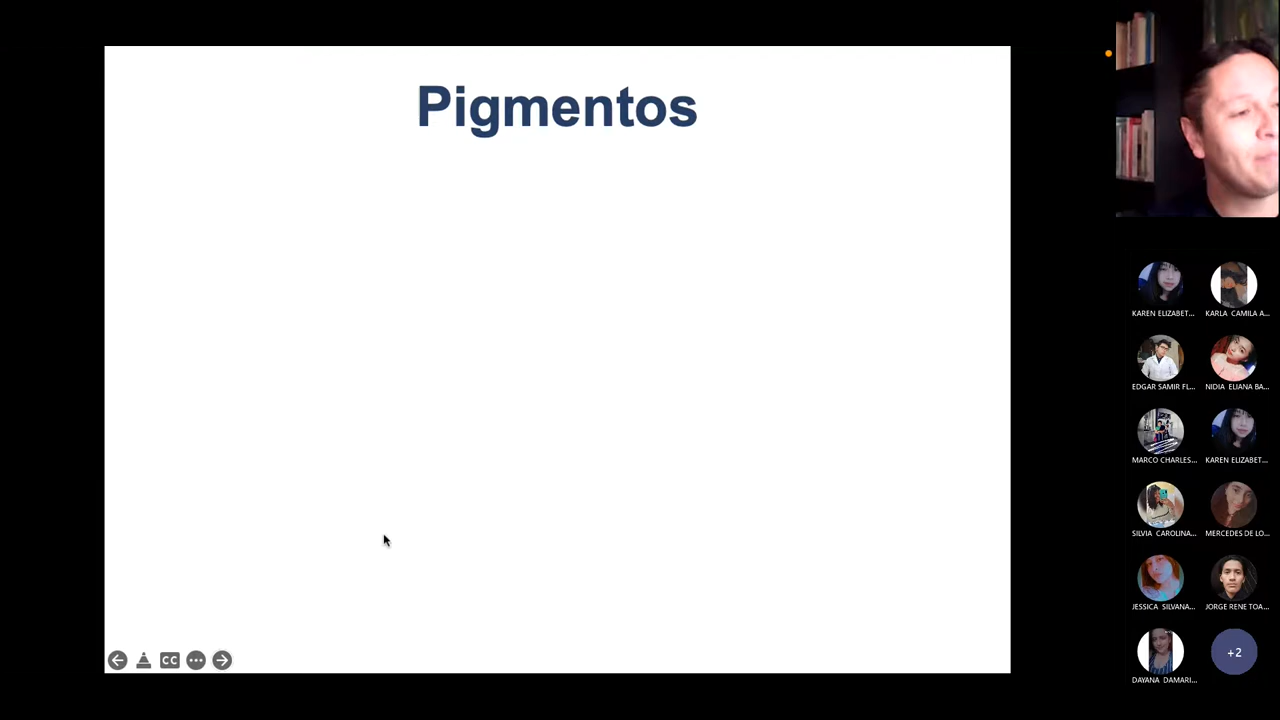 Pigmentos
KAREN ELIZABET...
KARLA CAMILA A...
EDGAR SAMIR FL...
NIDIA ELIANA BA...
MARCO CHARLES...
KAREN ELIZABET...
SILVIA CAROLINA...
MERCEDES DE LO...
JESSICA SILVANA...
JORGE RENE TOA...
DAYANA DAMARI...
+2
CC